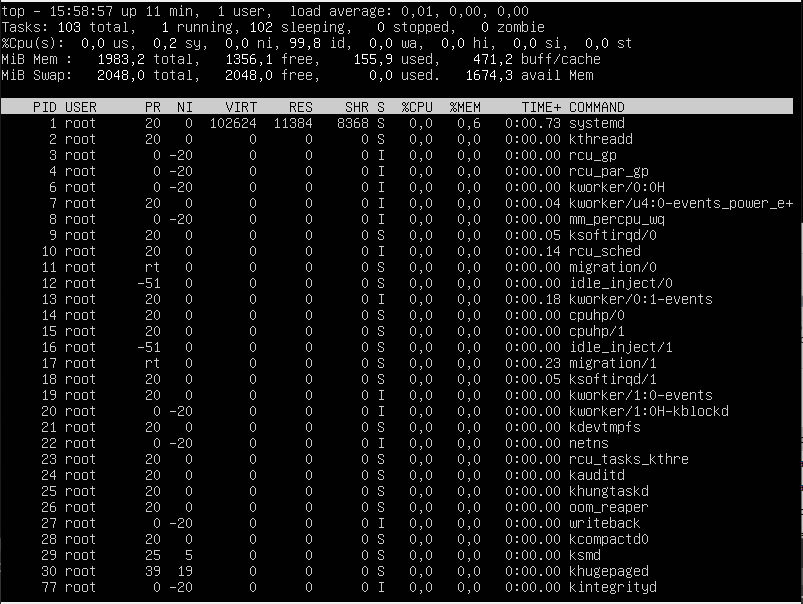 top - 15:58:57 up 11 min,  1 user,  load average: 0,01, 0,00, 0,00
Tasks: 103 total,   1 running, 102 sleeping,   0 stopped,   0 zombie
%Cpu(s):  0,0 us,  0,2 sy,  0,0 ni, 99,8 id,  0,0 wa,  0,0 hi,  0,0 si,  0,0 st
MiB Mem :   1983,2 total,   1356,1 free,    155,9 used,    471,2 buff/cache
MiB Swap:   2048,0 total,   2048,0 free,      0,0 used.   1674,3 avail Mem
PID USER      PR  NI    VIRT    RES    SHR S  %CPU  %MEM     TIME+ COMMAND
1 root      20   0  102624  11384   8368 S   0,0   0,6   0:00.73 systemd
2 root      20   0       0      0      0 S   0,0   0,0   0:00.00 kthreadd
3 root       0 -20       0      0      0 I   0,0   0,0   0:00.00 rcu_gp
4 root       0 -20       0      0      0 I   0,0   0,0   0:00.00 rcu_par_gp
6 root       0 -20       0      0      0 I   0,0   0,0   0:00.00 kworker/0:0H
7 root      20   0       0      0      0 I   0,0   0,0   0:00.04 kworker/u4:0-events_power_e+
8 root       0 -20       0      0      0 I   0,0   0,0   0:00.00 mm_percpu_wq
9 root      20   0       0      0      0 S   0,0   0,0   0:00.05 ksoftirqd/0
10 root      20   0       0      0      0 I   0,0   0,0   0:00.14 rcu_sched
11 root      rt   0       0      0      0 S   0,0   0,0   0:00.00 migration/0
12 root     -51   0       0      0      0 S   0,0   0,0   0:00.00 idle_inject/0
13 root      20   0       0      0      0 I   0,0   0,0   0:00.18 kworker/0:1-events
14 root      20   0       0      0      0 S   0,0   0,0   0:00.00 cpuhp/0
15 root      20   0       0      0      0 S   0,0   0,0   0:00.00 cpuhp/1
16 root     -51   0       0      0      0 S   0,0   0,0   0:00.00 idle_inject/1
17 root      rt   0       0      0      0 S   0,0   0,0   0:00.23 migration/1
18 root      20   0       0      0      0 S   0,0   0,0   0:00.05 ksoftirqd/1
19 root      20   0       0      0      0 I   0,0   0,0   0:00.00 kworker/1:0-events
20 root       0 -20       0      0      0 I   0,0   0,0   0:00.00 kworker/1:0H-kblockd
21 root      20   0       0      0      0 S   0,0   0,0   0:00.00 kdevtmpfs
22 root       0 -20       0      0      0 I   0,0   0,0   0:00.00 netns
23 root      20   0       0      0      0 S   0,0   0,0   0:00.00 rcu_tasks_kthre
24 root      20   0       0      0      0 S   0,0   0,0   0:00.00 kauditd
25 root      20   0       0      0      0 S   0,0   0,0   0:00.00 khungtaskd
26 root      20   0       0      0      0 S   0,0   0,0   0:00.00 oom_reaper
27 root       0 -20       0      0      0 I   0,0   0,0   0:00.00 writeback
28 root      20   0       0      0      0 S   0,0   0,0   0:00.00 kcompactd0
29 root      25   5       0      0      0 S   0,0   0,0   0:00.00 ksmd
30 root      39  19       0      0      0 S   0,0   0,0   0:00.00 khugepaged
77 root       0 -20       0      0      0 I   0,0   0,0   0:00.00 kintegrityd